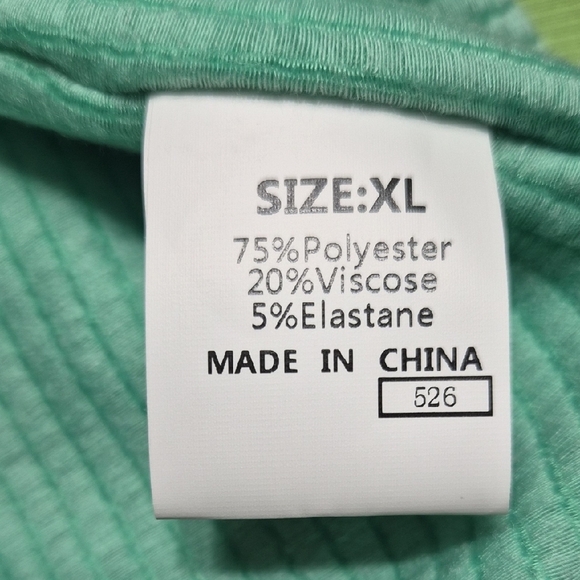 SIZE:XL
75%Polyester
20%Viscose
5%Elastane
MADE IN CHINA
526